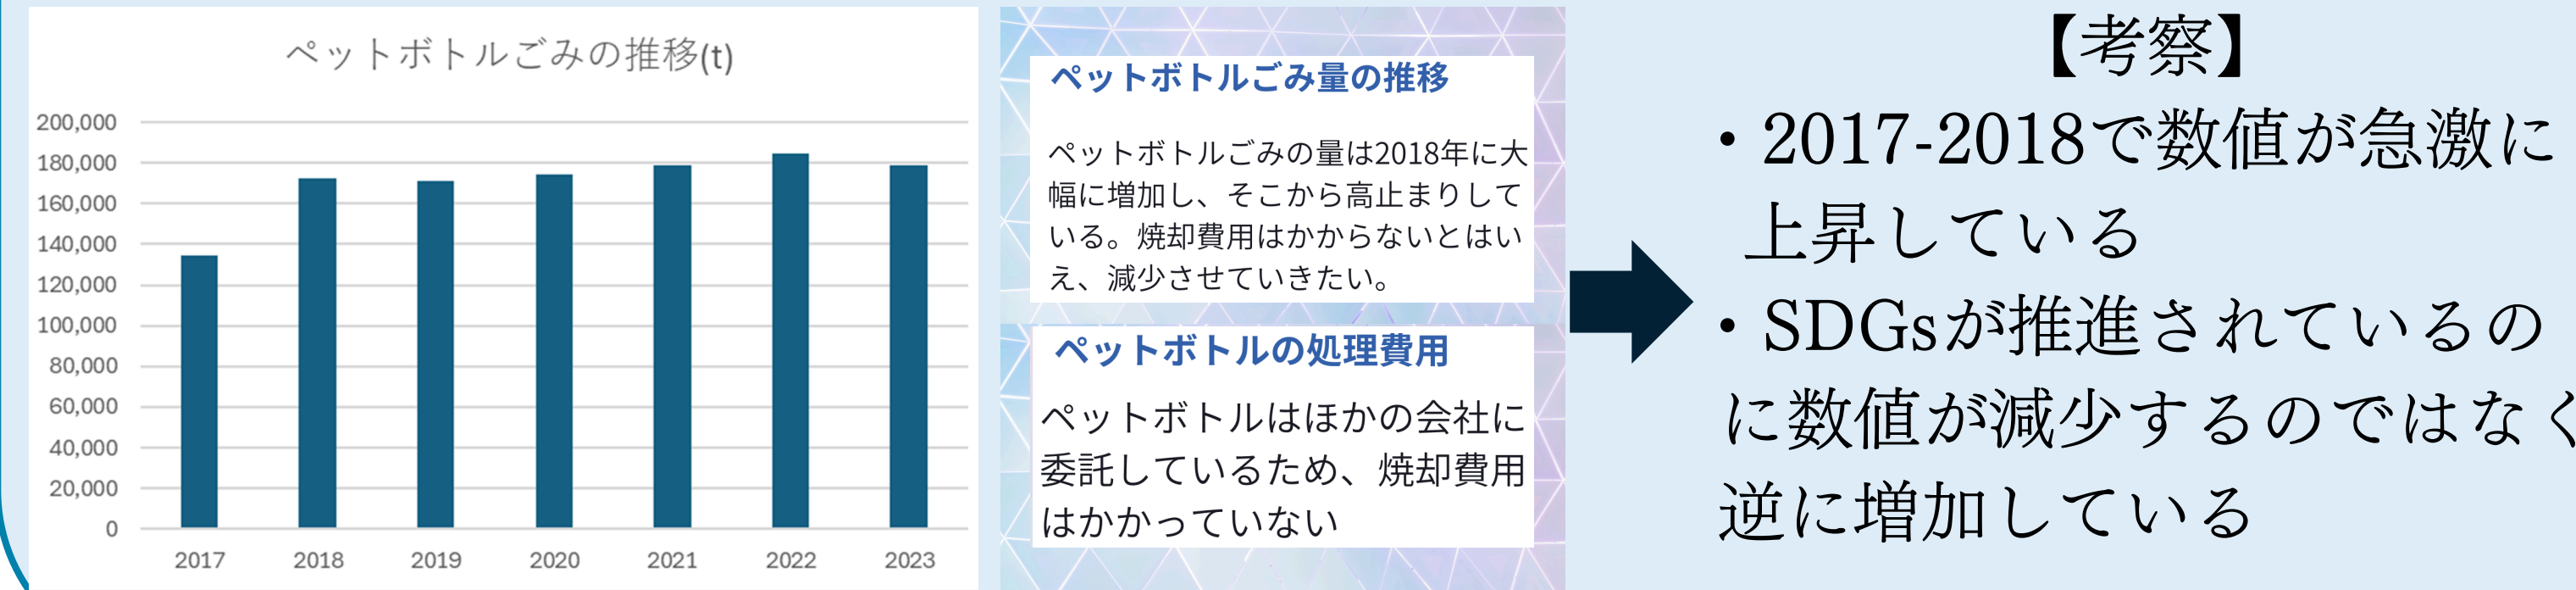 ペットボトルごみの推移(t)
200,000
180,000
160,000
140,000
120,000
100,000
80,000
60,000
40,000
20,000
0
2017 2018 2019 2020 2021 2022 2023
ペットボトルごみ量の推移
ペットボトルごみの量は2018年に大
幅に増加し、そこから高止まりして
いる。焼却費用はかからないとはい
え、減少させていきたい。
ペットボトルの処理費用
ペットボトルはほかの会社に
委託しているため、焼却費用
はかかっていない
【考察】
・2017-2018で数値が急激に
上昇している
・SDGsが推進されているの
に数値が減少するのではなく
逆に増加している